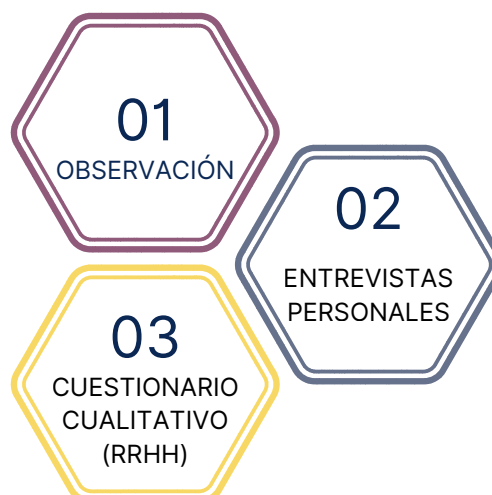 01
OBSERVACIÓN
02
ENTREVISTAS
PERSONALES
03
CUESTIONARIO
CUALITATIVO
(RRHH)